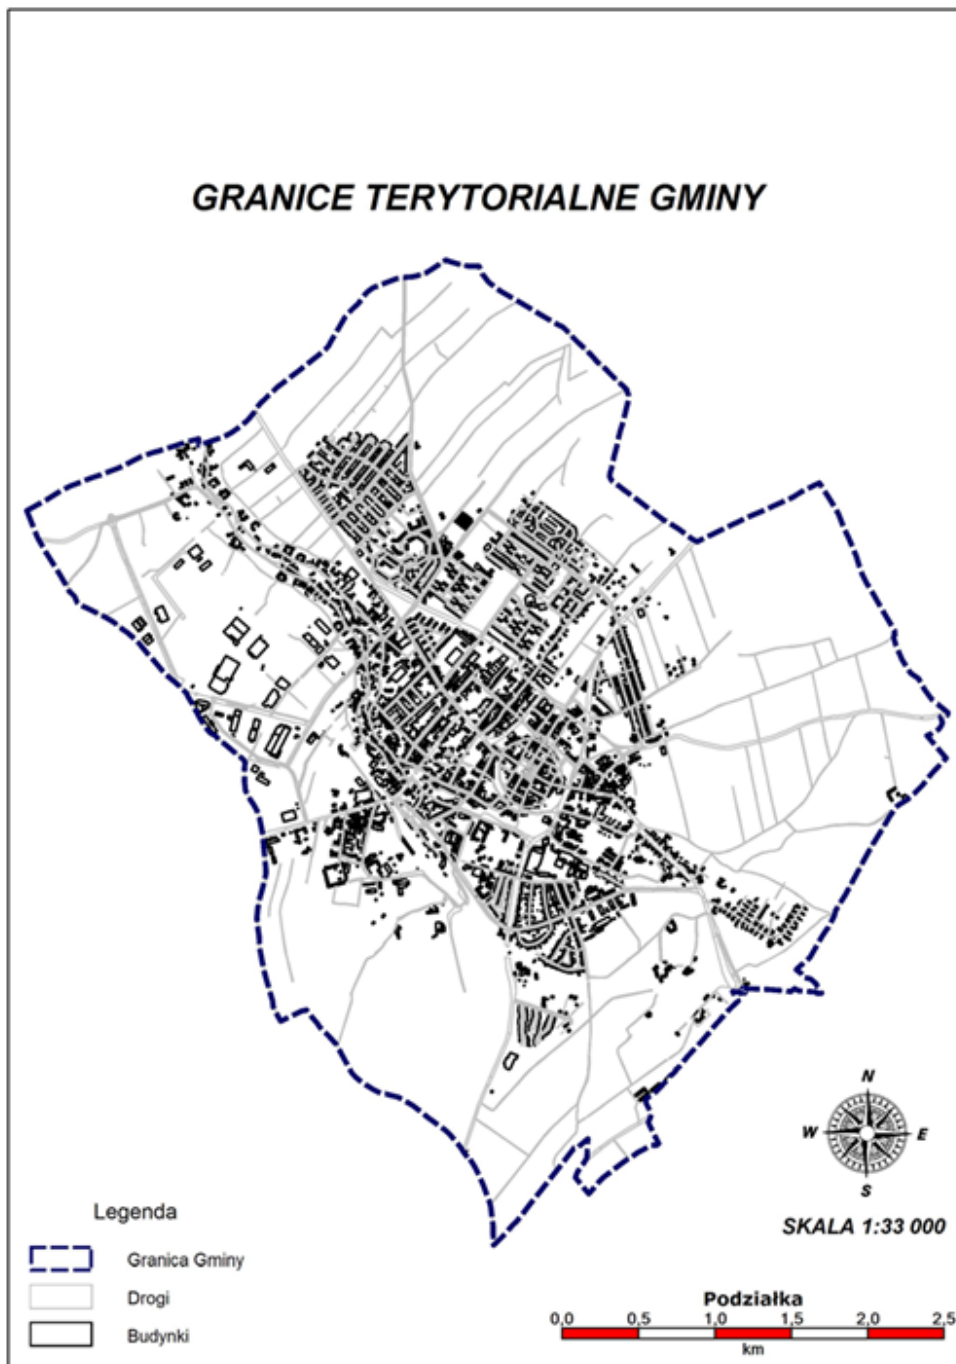 GRANICE TERYTORIALNE GMINY
N
W E
S
SKALA 1:33 000
Legenda
Granica Gminy
Drogi
Budynki
Podziałka
0,0 0,5 1,0 1,5 2,0 2,5
km